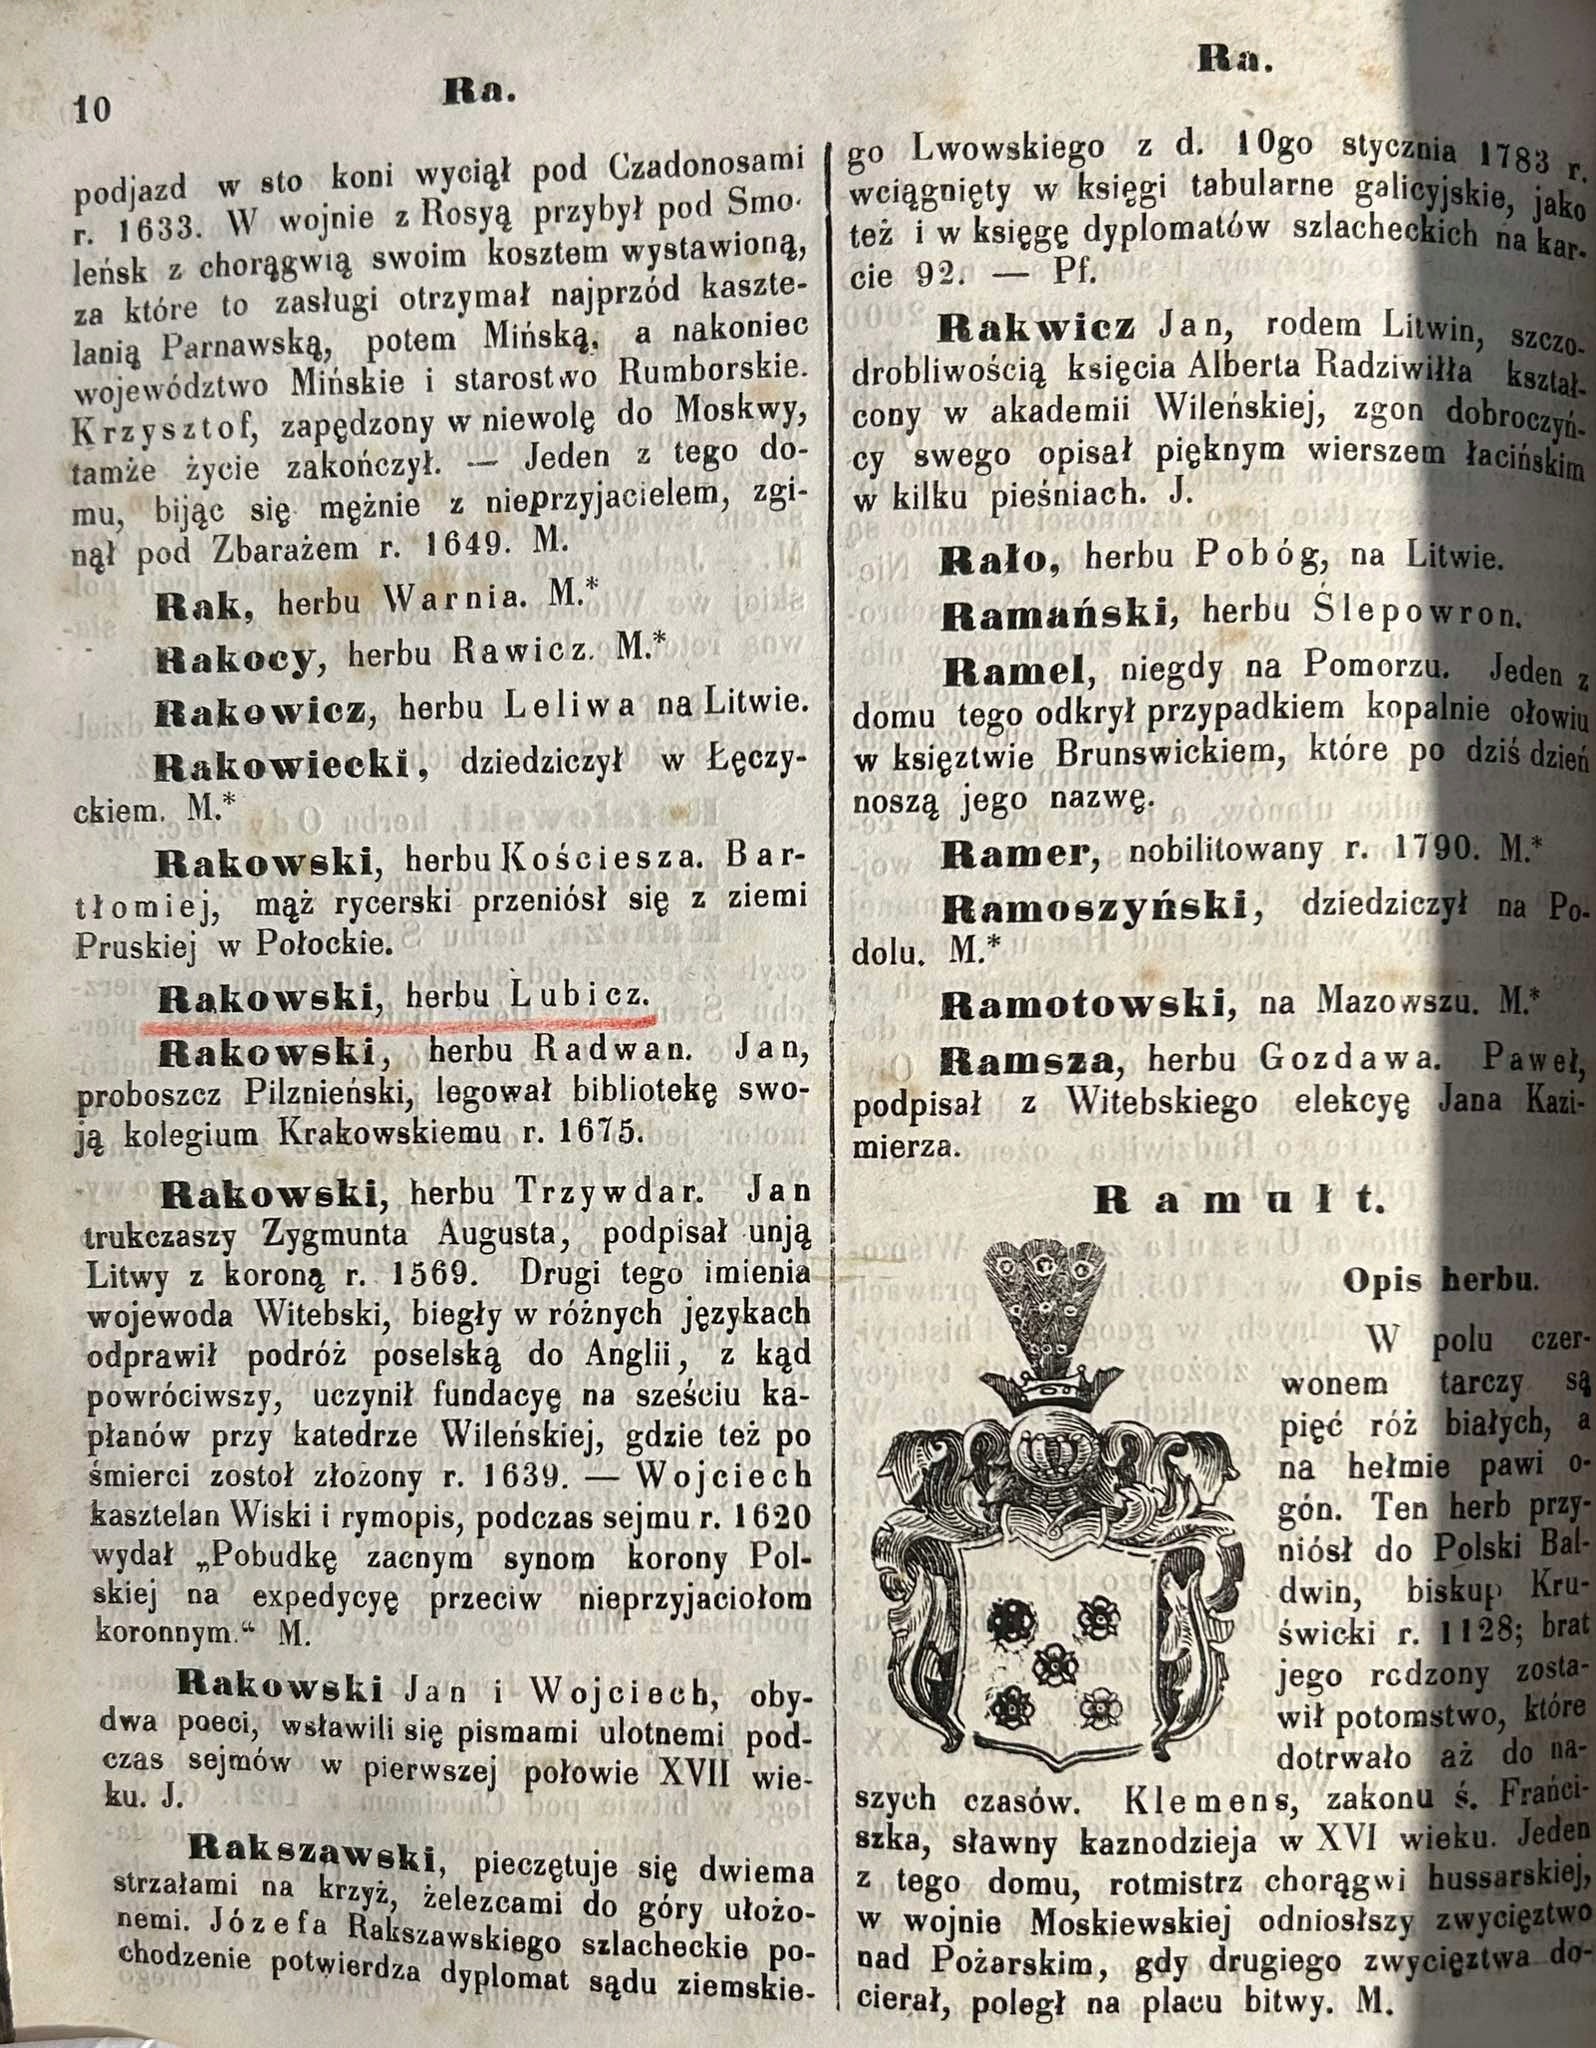 10
Ra.
podjazd w sto koni wyciął pod Czadonosami
r. 1633. W wojnie z Rosyą przybył pod Smo-
leńsk z chorągwią swoim kosztem wystawioną,
za które to zasługi otrzymał najprzód kaszte-
lanią Parnawską, potem Mińską, a nakoniec
województwo Mińskie i starostwo Rumborskie.
Krzysztof, zapędzony w niewolę do Moskwy,
tamże życie zakończył. — Jeden z tego do-
mu, bijąc się mężnie z nieprzyjacielem, zgi-
nął pod Zbarażem r. 1649. M.
Rak, herbu Warnia. M.*
Rakocy, herbu Rawicz. M.*
Rakowicz, herbu Leliwa na Litwie.
Rakowiecki, dziedziczył w Łęczy-
ckiem. M.*
Rakowski, herbu Kościesza. Bar-
tłomiej, mąż rycerski przeniósł się z ziemi
Pruskiej w Połockie.
Rakowski, herbu Lubicz.
Rakowski, herbu Radwan. Jan,
proboszcz Pilznieński, legował bibliotekę swo-
ją kolegium Krakowskiemu r. 1675.
Rakowski, herbu Trzywdar. Jan
trukczaszy Zygmunta Augusta, podpisał unją
Litwy z koroną r. 1569. Drugi tego imienia
wojewoda Witebski, biegły w różnych językach
odprawił podróż poselską do Anglii, z kąd
powróciwszy, uczynił fundacyę na sześciu ka-
płanów przy katedrze Wileńskiej, gdzie też po
śmierci zostoł złożony r. 1639. — Wojciech
kasztelan Wiski i rymopis, podczas sejmu r. 1620
wydał „Pobudkę zacnym synom korony Pol-
skiej na expedycyę przeciw nieprzyjaciołom
koronnym.“ M.
Rakowski Jan i Wojciech, oby-
dwa poeci, wsławili się pismami ulotnemi pod-
czas sejmów w pierwszej połowie XVII wie-
ku. J.
Rakszawski, pieczętuje się dwiema
strzałami na krzyż, żelezcami do góry ułożo-
nemi. Józefa Rakszawskiego szlacheckie po-
chodzenie potwierdza dyplomat sądu ziemskie-
Ra.
go Lwowskiego z d. 10go stycznia 1783 r.
wciągnięty w księgi tabularne galicyjskie, jako
też i w księgę dyplomatów szlacheckich na kar-
cie 92. — Pf.
Rakwicz Jan, rodem Litwin, szczo-
drobliwością księcia Alberta Radziwiłła kształ-
cony w akademii Wileńskiej, zgon dobroczyń-
cy swego opisał pięknym wierszem łacińskim
w kilku pieśniach. J.
Rało, herbu Pobóg, na Litwie.
Ramański, herbu Ślepowron.
Ramel, niegdy na Pomorzu. Jeden z
domu tego odkrył przypadkiem kopalnie ołowiu
w księztwie Brunswickiem, które po dziś dzień
noszą jego nazwę.
Ramer, nobilitowany r. 1790. M.*
Ramoszyński, dziedziczył na Po-
dolu. M.*
Ramotowski, na Mazowszu. M.*
Ramsza, herbu Gozdawa. Paweł,
podpisał z Witebskiego elekcyę Jana Kazi-
mierza.
Ramułt.
Opis herbu.
W polu czer-
wonem tarczy są
pięć róż białych, a
na hełmie pawi o-
gón. Ten herb przy-
niósł do Polski Bal-
dwin, biskup Kru-
świcki r. 1128; brat
jego rodzony zosta-
wił potomstwo, które
dotrwało aż do na-
szych czasów. Klemens, zakonu ś. Franci-
szka, sławny kaznodzieja w XVI wieku. Jeden
z tego domu, rotmistrz chorągwi hussarskiej,
w wojnie Moskiewskiej odniosłszy zwycięztwo
nad Pożarskim, gdy drugiego zwycięztwa do-
cierał, poległ na placu bitwy. M.